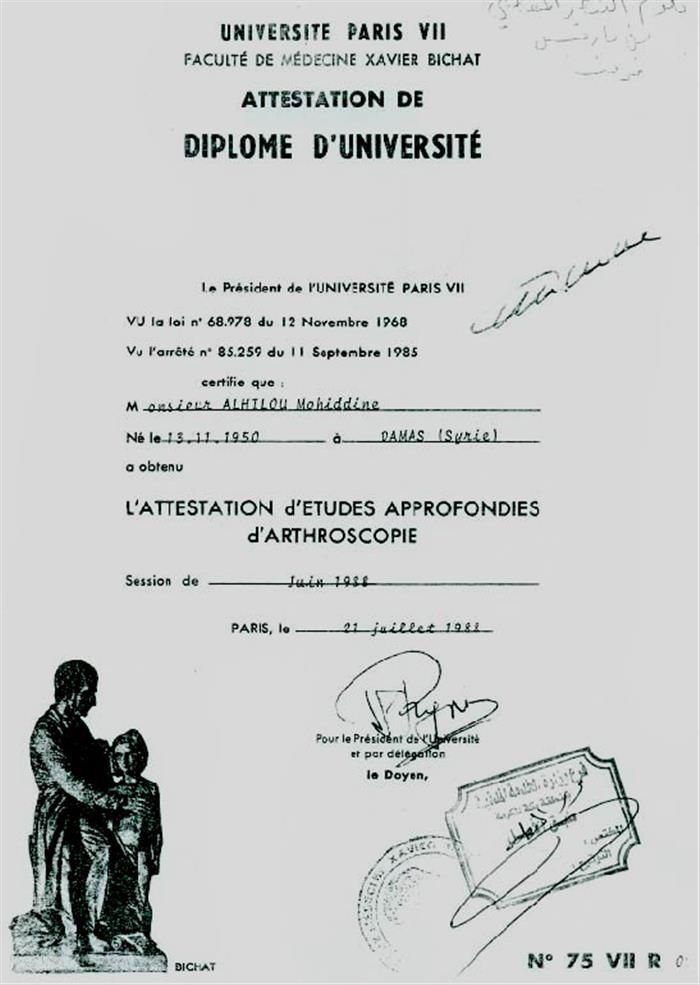 UNIVERSITE PARIS VII
FACULTÉ DE MÉDECINE XAVIER BICHAT
ATTESTATION DE
DIPLOME D'UNIVERSITÉ
Le Président de l'UNIVERSITÉ PARIS VII
VU la loi n° 68.978 du 12 Novembre 1968
Vu l'arrêté n° 85.259 du 11 Septembre 1985
certifie que :
Monsieur ALHILOU Mohiddine
Né le 13.11.1950 à DAMAS (Syrie)
a obtenu
L'ATTESTATION d'ETUDES APPROFONDIES
d'ARTHROSCOPIE
Session de Juin 1988
PARIS, le 21 juillet 1988
Pour le Président de l'Université
et par délégation
le Doyen,
XAVIER
BICHAT
N° 75 VII R 0